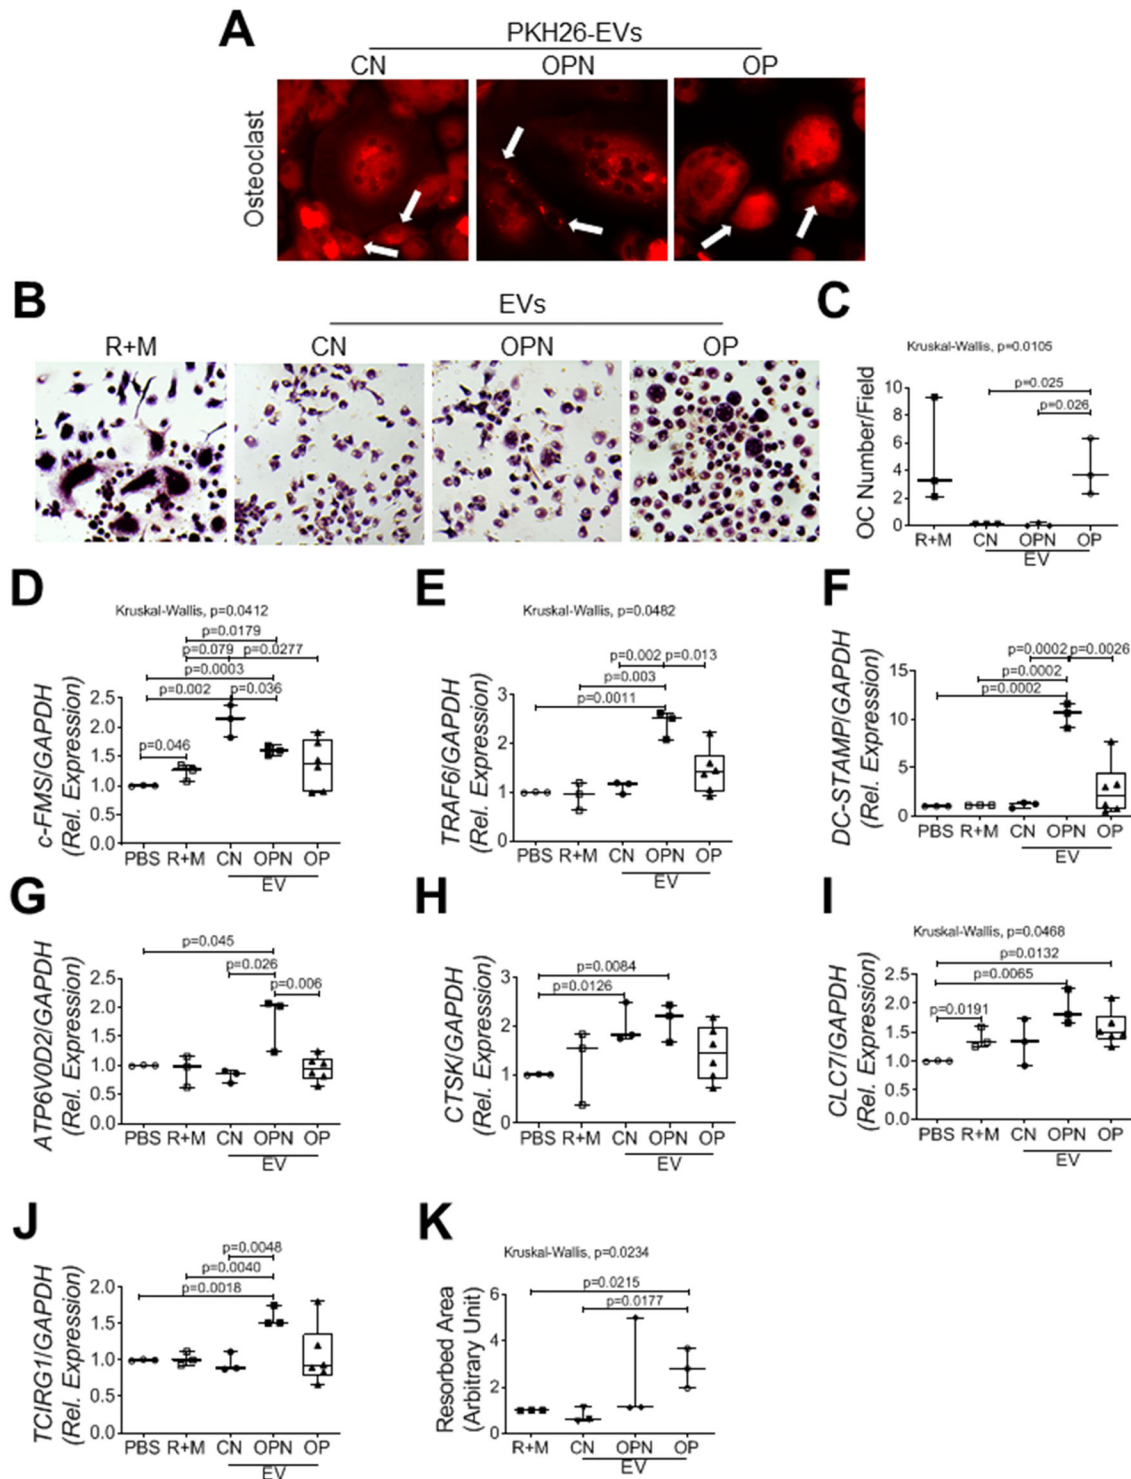 A
PKH26-EVs
CN OPN OP
Osteoclast
B
EVs
R+M CN OPN OP
C
Kruskal-Wallis, p=0.0105
p=0.025
p=0.026
OC Number/Field
10
8
6
4
2
0
R+M CN OPN OP
EV
D
Kruskal-Wallis, p=0.0412
p=0.0179
p=0.079 p=0.0277
p=0.0003
p=0.002 p=0.036
p=0.046
c-FMS/GAPDH
(Rel. Expression)
2.5
2.0
1.5
1.0
0.5
0.0
PBS R+M CN OPN OP
EV
E
Kruskal-Wallis, p=0.0482
p=0.002 p=0.013
p=0.003
p=0.0011
TRAF6/GAPDH
(Rel. Expression)
3
2
1
0
PBS R+M CN OPN OP
EV
F
p=0.0002 p=0.0026
p=0.0002
p=0.0002
DC-STAMP/GAPDH
(Rel. Expression)
15
10
5
0
PBS R+M CN OPN OP
EV
G
p=0.045
p=0.026
p=0.006
ATP6V0D2/GAPDH
(Rel. Expression)
2.5
2.0
1.5
1.0
0.5
0.0
PBS R+M CN OPN OP
EV
H
p=0.0084
p=0.0126
CTSK/GAPDH
(Rel. Expression)
3
2
1
0
PBS R+M CN OPN OP
EV
I
Kruskal-Wallis, p=0.0468
p=0.0132
p=0.0065
p=0.0191
CLC7/GAPDH
(Rel. Expression)
2.5
2.0
1.5
1.0
0.5
0.0
PBS R+M CN OPN OP
EV
J
p=0.0048
p=0.0040
p=0.0018
TCIRG1/GAPDH
(Rel. Expression)
2.0
1.5
1.0
0.5
0.0
PBS R+M CN OPN OP
EV
K
Kruskal-Wallis, p=0.0234
p=0.0215
p=0.0177
Resorbed Area
(Arbitrary Unit)
6
4
2
0
R+M CN OPN OP
EV